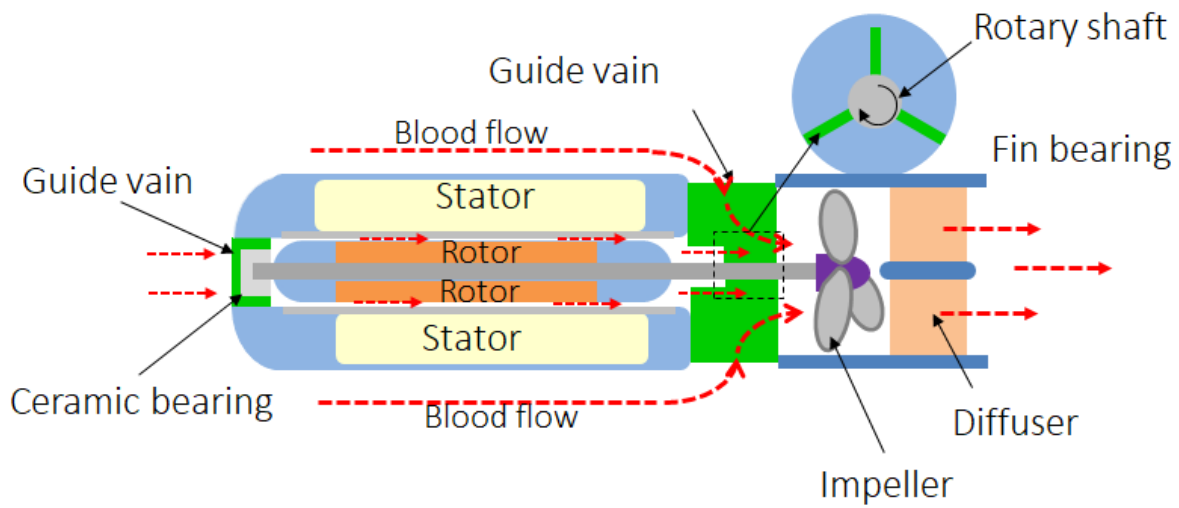 Rotary shaft
Guide vain
Blood flow
Fin bearing
Guide vain
Stator
Rotor
Rotor
Stator
Ceramic bearing
Blood flow
Diffuser
Impeller